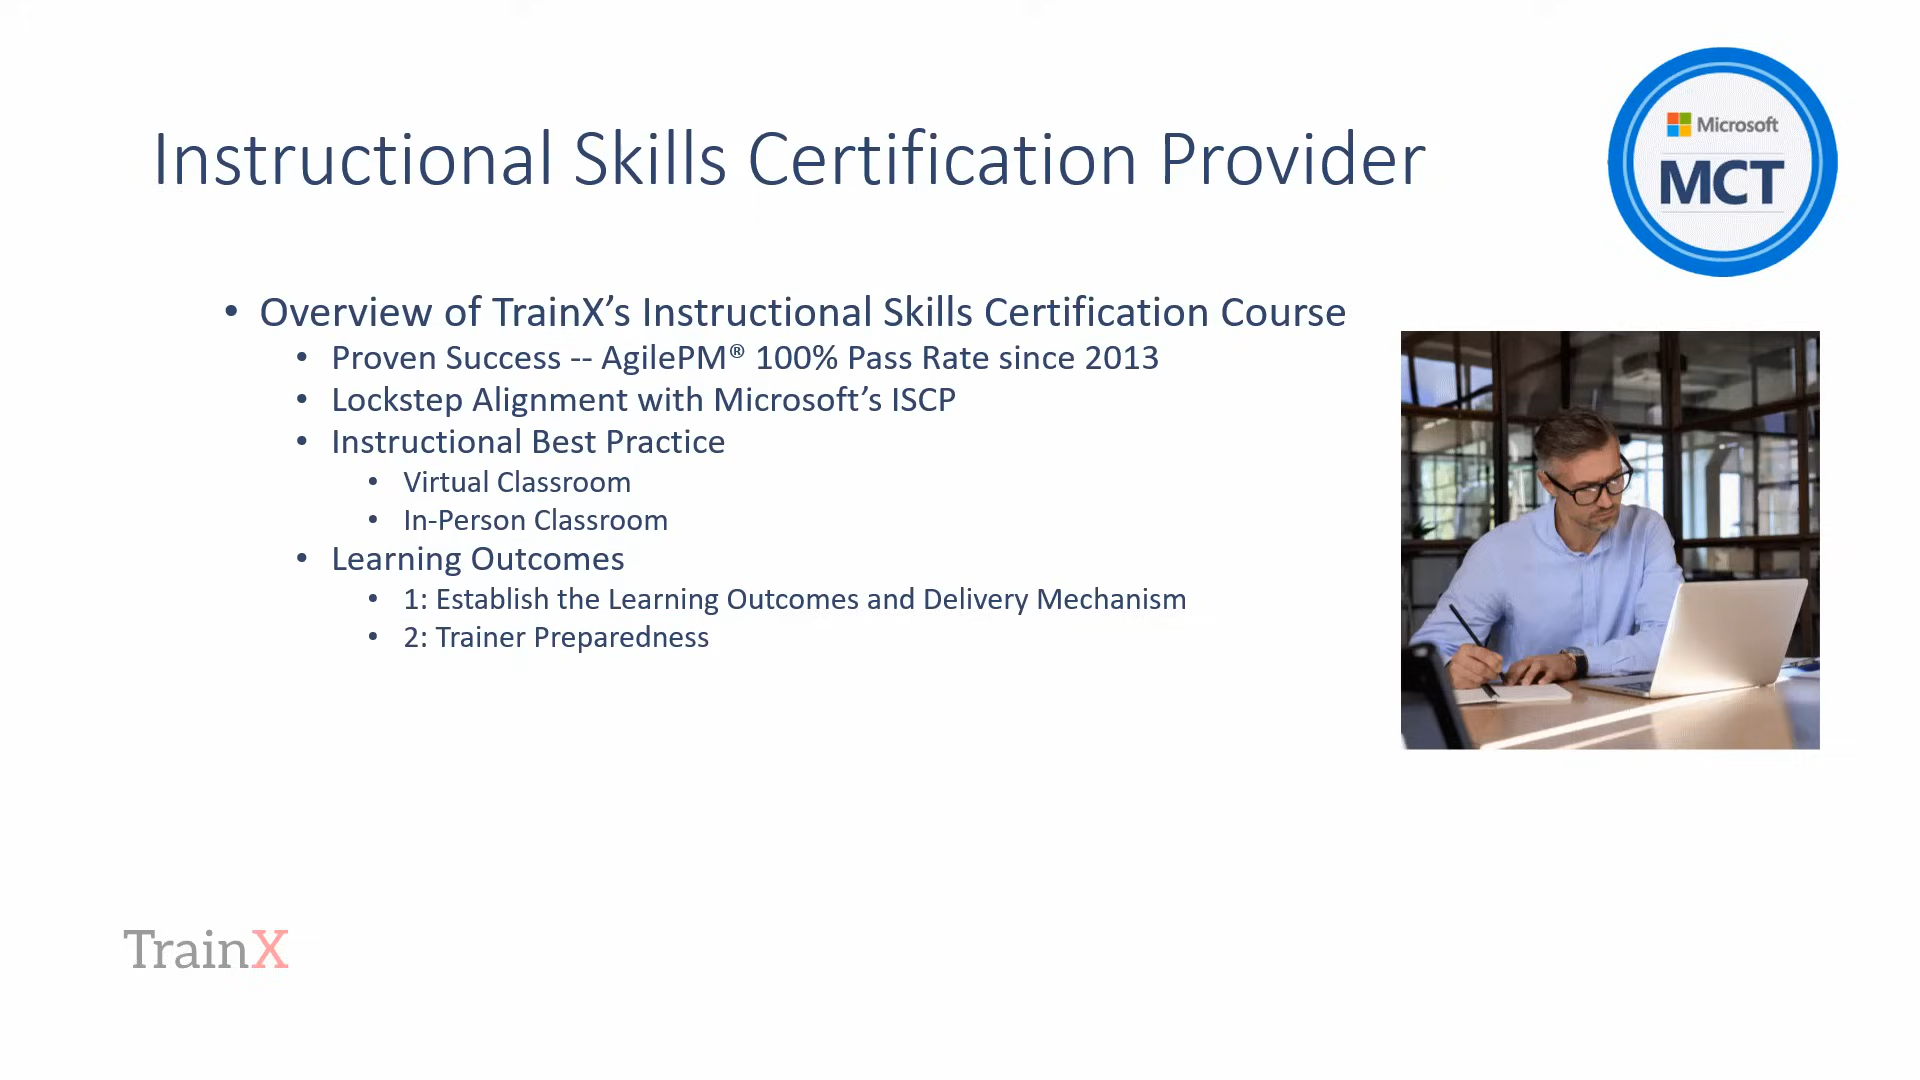 Instructional Skills Certification Provider
Microsoft
MCT
• Overview of TrainX’s Instructional Skills Certification Course
• Proven Success -- AgilePM® 100% Pass Rate since 2013
• Lockstep Alignment with Microsoft’s ISCP
• Instructional Best Practice
• Virtual Classroom
• In-Person Classroom
• Learning Outcomes
• 1: Establish the Learning Outcomes and Delivery Mechanism
• 2: Trainer Preparedness
TrainX